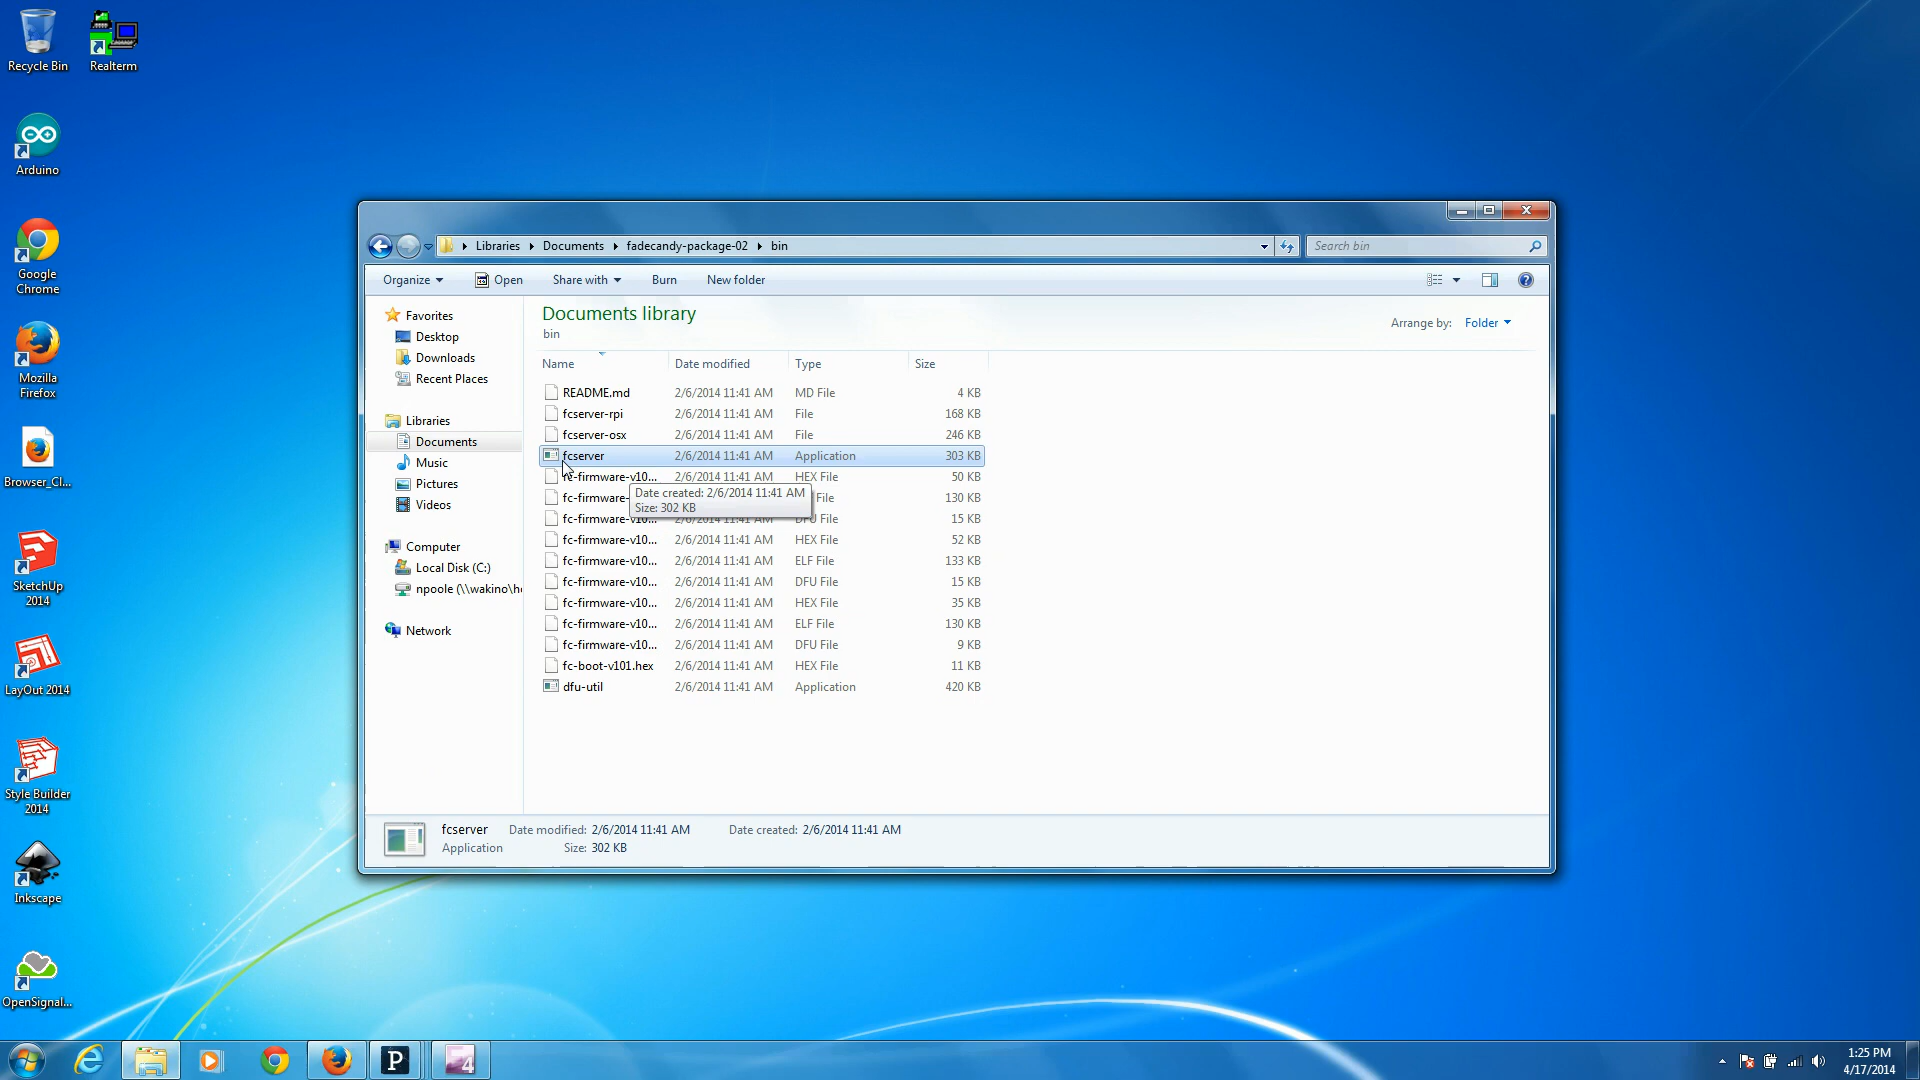 Recycle Bin
Realterm
Arduino
Google
Chrome
Mozilla
Firefox
Browser_Cl...
SketchUp
2014
LayOut 2014
Style Builder
2014
Inkscape
OpenSignal...
Libraries
Documents
fadecandy-package-02
bin
Search bin
Organize
Open
Share with
Burn
New folder
Favorites
Desktop
Downloads
Recent Places
Libraries
Documents
Music
Pictures
Videos
Computer
Local Disk (C:)
npoole (\\wakino\h
Network
Documents library
bin
Arrange by: Folder
Name Date modified Type Size
README.md 2/6/2014 11:41 AM MD File 4 KB
fcserver-rpi 2/6/2014 11:41 AM File 168 KB
fcserver-osx 2/6/2014 11:41 AM File 246 KB
fcserver 2/6/2014 11:41 AM Application 303 KB
fc-firmware-v10... 2/6/2014 11:41 AM HEX File 50 KB
fc-firmware- File 130 KB
Date created: 2/6/2014 11:41 AM
Size: 302 KB
fc-firmware-v10... 2/6/2014 11:41 AM DFU File 15 KB
fc-firmware-v10... 2/6/2014 11:41 AM HEX File 52 KB
fc-firmware-v10... 2/6/2014 11:41 AM ELF File 133 KB
fc-firmware-v10... 2/6/2014 11:41 AM DFU File 15 KB
fc-firmware-v10... 2/6/2014 11:41 AM HEX File 35 KB
fc-firmware-v10... 2/6/2014 11:41 AM ELF File 130 KB
fc-firmware-v10... 2/6/2014 11:41 AM DFU File 9 KB
fc-boot-v101.hex 2/6/2014 11:41 AM HEX File 11 KB
dfu-util 2/6/2014 11:41 AM Application 420 KB
fcserver Date modified: 2/6/2014 11:41 AM Date created: 2/6/2014 11:41 AM
Application Size: 302 KB
P
4
1:25 PM
4/17/2014